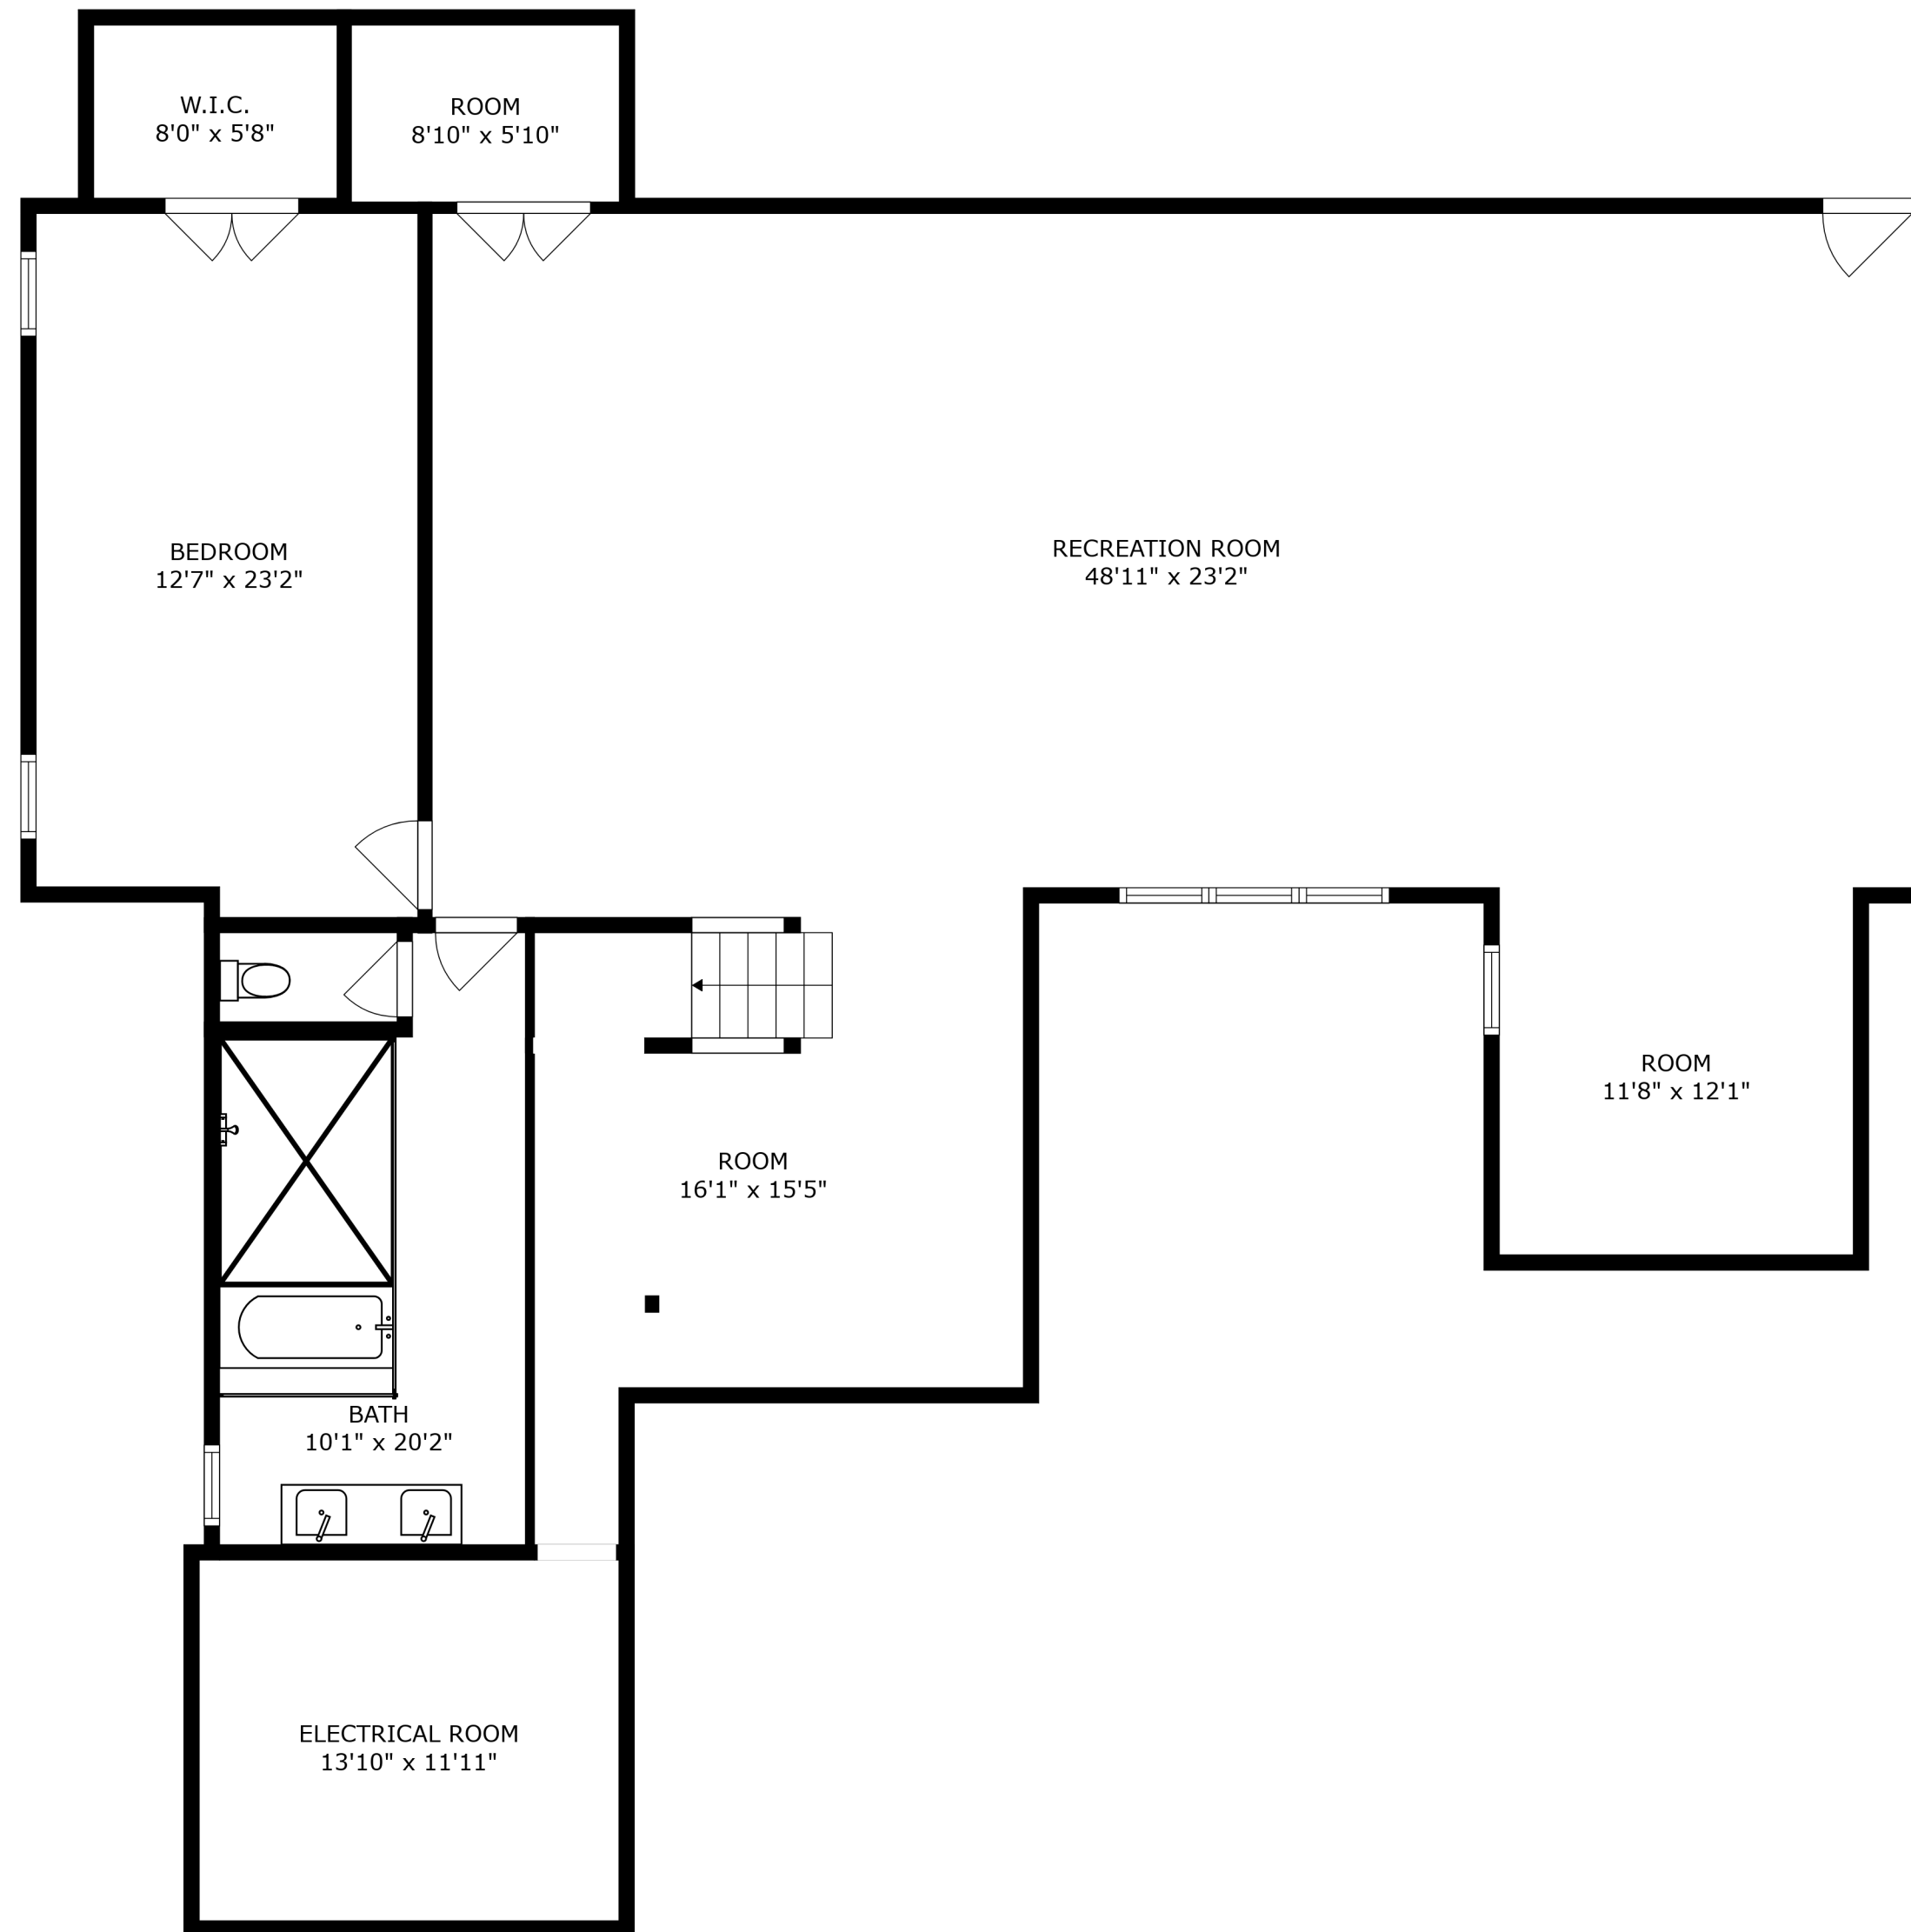 W.I.C.
8'0" x 5'8"
ROOM
8'10" x 5'10"
BEDROOM
12'7" x 23'2"
RECREATION ROOM
48'11" x 23'2"
ROOM
11'8" x 12'1"
ROOM
16'1" x 15'5"
BATH
10'1" x 20'2"
ELECTRICAL ROOM
13'10" x 11'11"